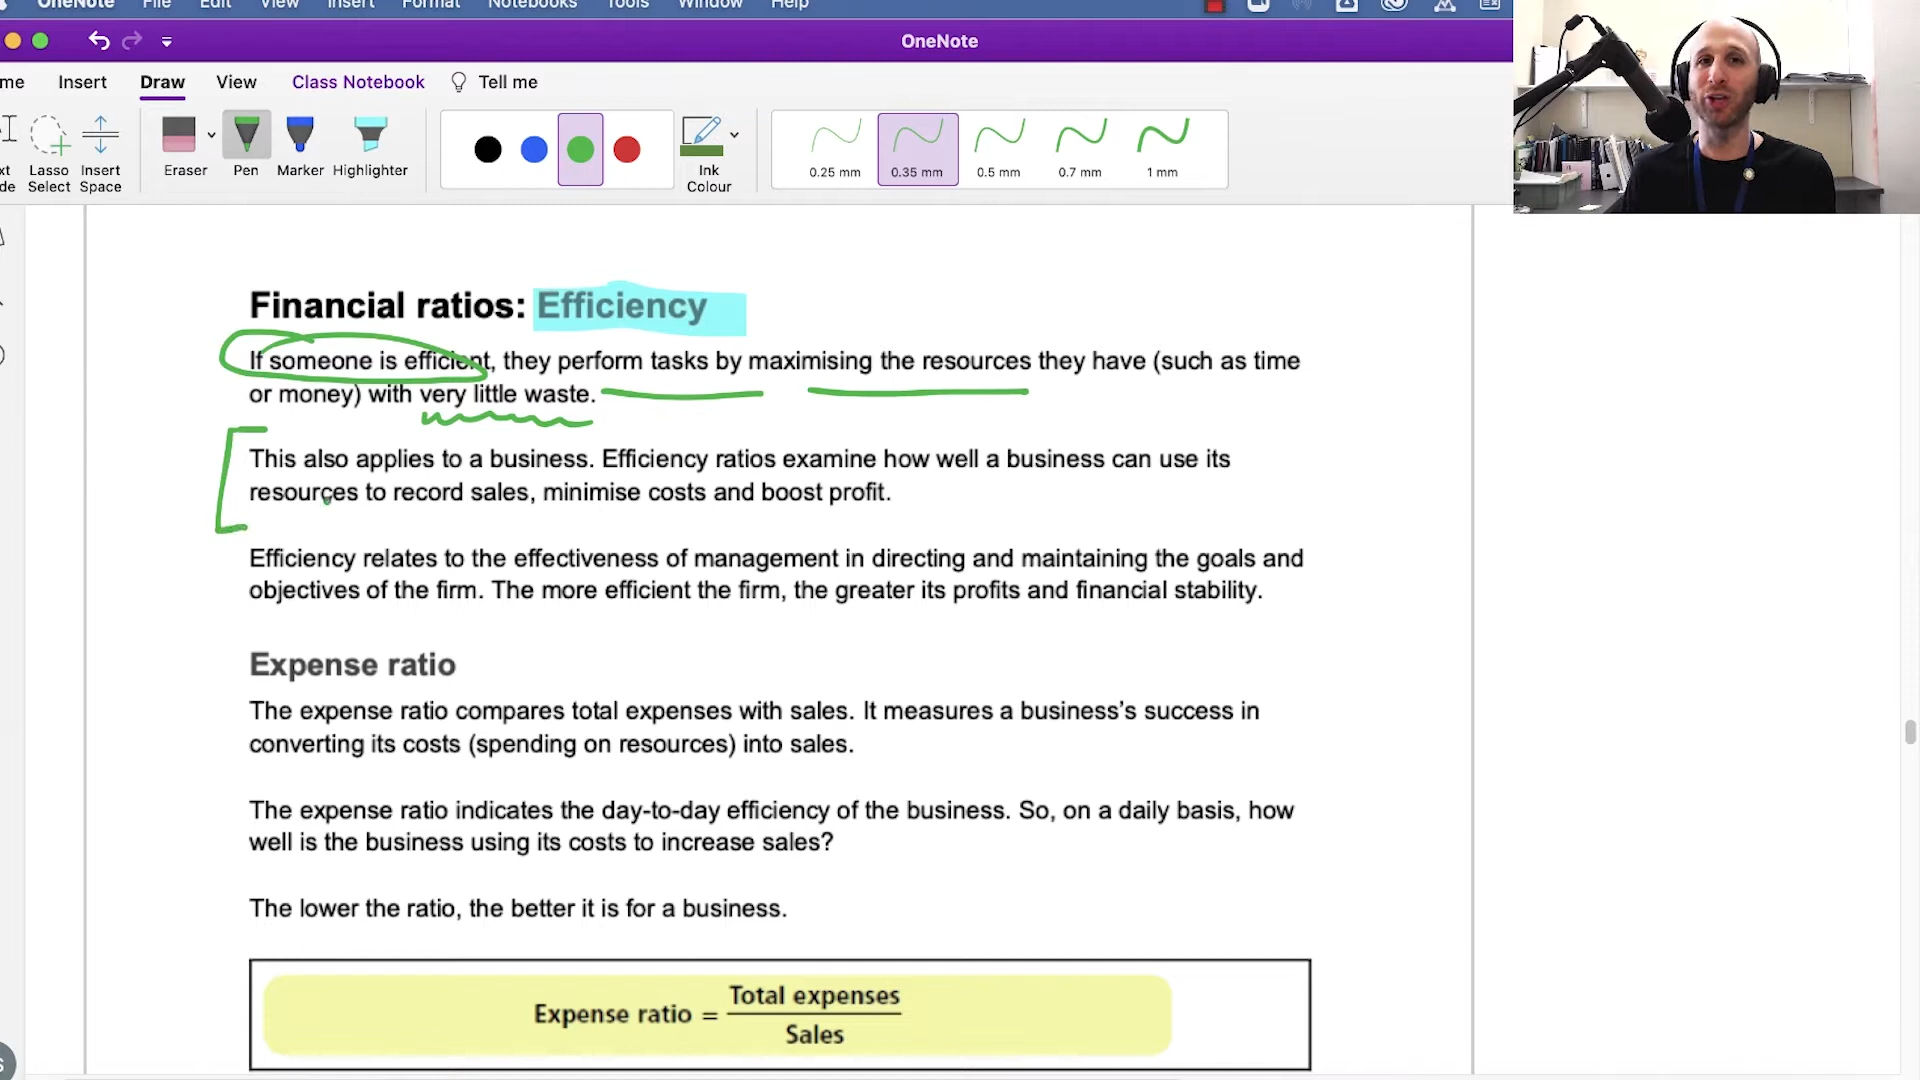 OneNote File Edit View Insert Format Notebooks Tools Window Help
OneNote
me Insert Draw View Class Notebook Tell me
Lasso Select
Insert Space
Eraser
Pen
Marker
Highlighter
Ink Colour
0.25 mm
0.35 mm
0.5 mm
0.7 mm
1 mm
Financial ratios: Efficiency
If someone is efficient, they perform tasks by maximising the resources they have (such as time
or money) with very little waste.
This also applies to a business. Efficiency ratios examine how well a business can use its
resources to record sales, minimise costs and boost profit.
Efficiency relates to the effectiveness of management in directing and maintaining the goals and
objectives of the firm. The more efficient the firm, the greater its profits and financial stability.
Expense ratio
The expense ratio compares total expenses with sales. It measures a business's success in
converting its costs (spending on resources) into sales.
The expense ratio indicates the day-to-day efficiency of the business. So, on a daily basis, how
well is the business using its costs to increase sales?
The lower the ratio, the better it is for a business.
Expense ratio = Total expenses
Sales